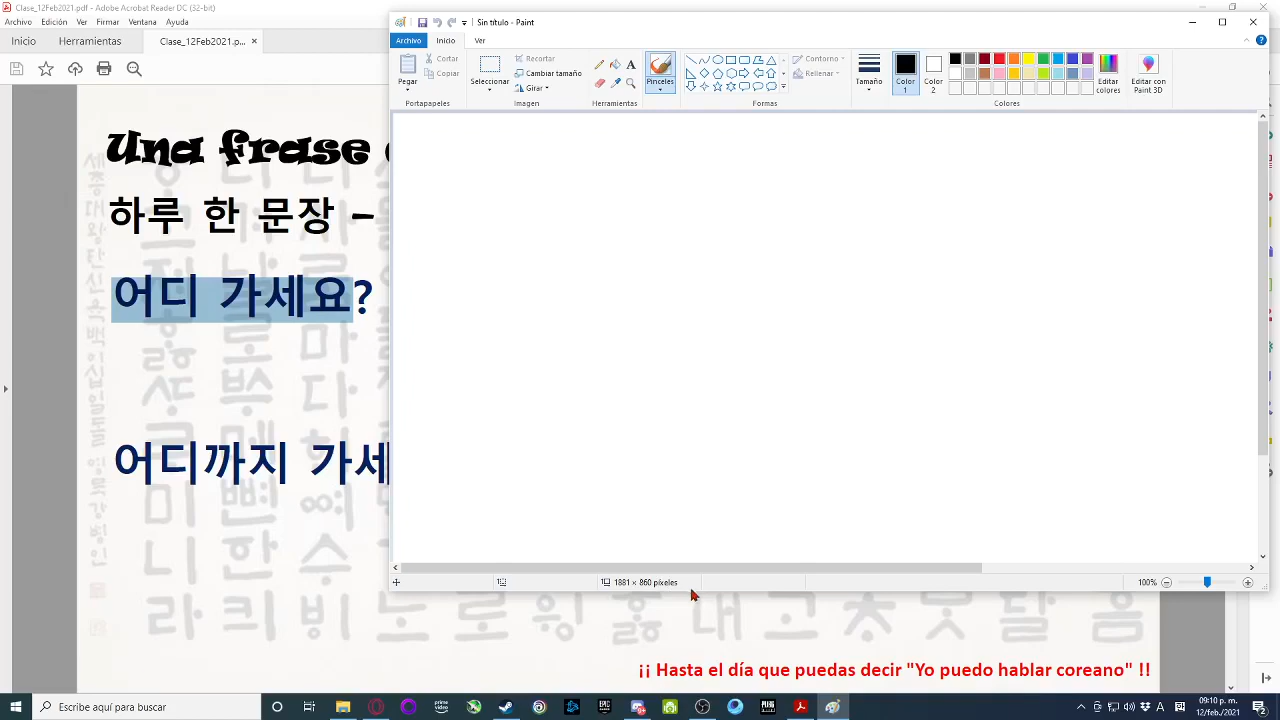 Clase_12Feb2021.pdf - Adobe Acrobat Reader DC (32-bit)
Archivo Edición Ver Firmar Ventana Ayuda
Inicio Herramientas Clase_12Feb2021.p...
Sin título - Paint
Archivo Inicio Ver
Pegar
Cortar
Copiar
Portapapeles
Seleccionar
Recortar
Cambiar tamaño
Girar
Imagen
Herramientas
Pinceles
Formas
Contorno
Rellenar
Tamaño
Color 1
Color 2
Editar colores
Colores
Editar con Paint 3D
Una frase
하루 한 문장 –
어디 가세요?
어디까지 가세
1881 × 860 píxeles
100%
¡¡ Hasta el día que puedas decir "Yo puedo hablar coreano" !!
Escribe aquí para buscar
prime video
EPIC
PUBG
09:10 p. m.
12/feb./2021